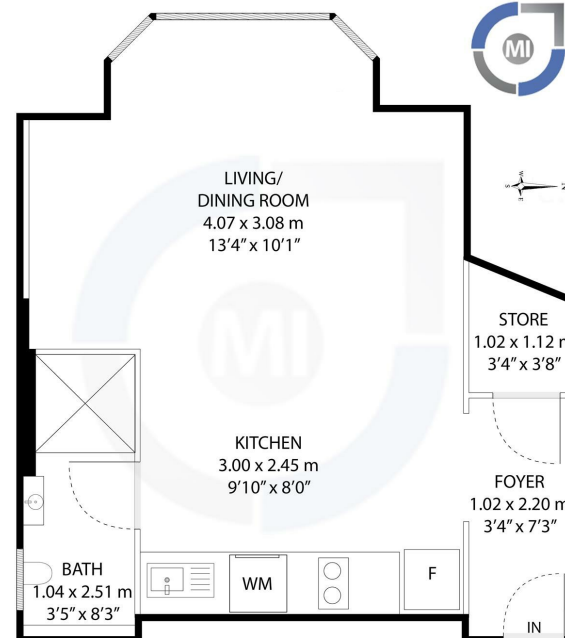 MI
W
S
N
E
LIVING/
DINING ROOM
4.07 x 3.08 m
13'4" x 10'1"
MI
STORE
1.02 x 1.12 m
3'4" x 3'8"
KITCHEN
3.00 x 2.45 m
9'10" x 8'0"
FOYER
1.02 x 2.20 m
3'4" x 7'3"
BATH
1.04 x 2.51 m
3'5" x 8'3"
WM
F
IN